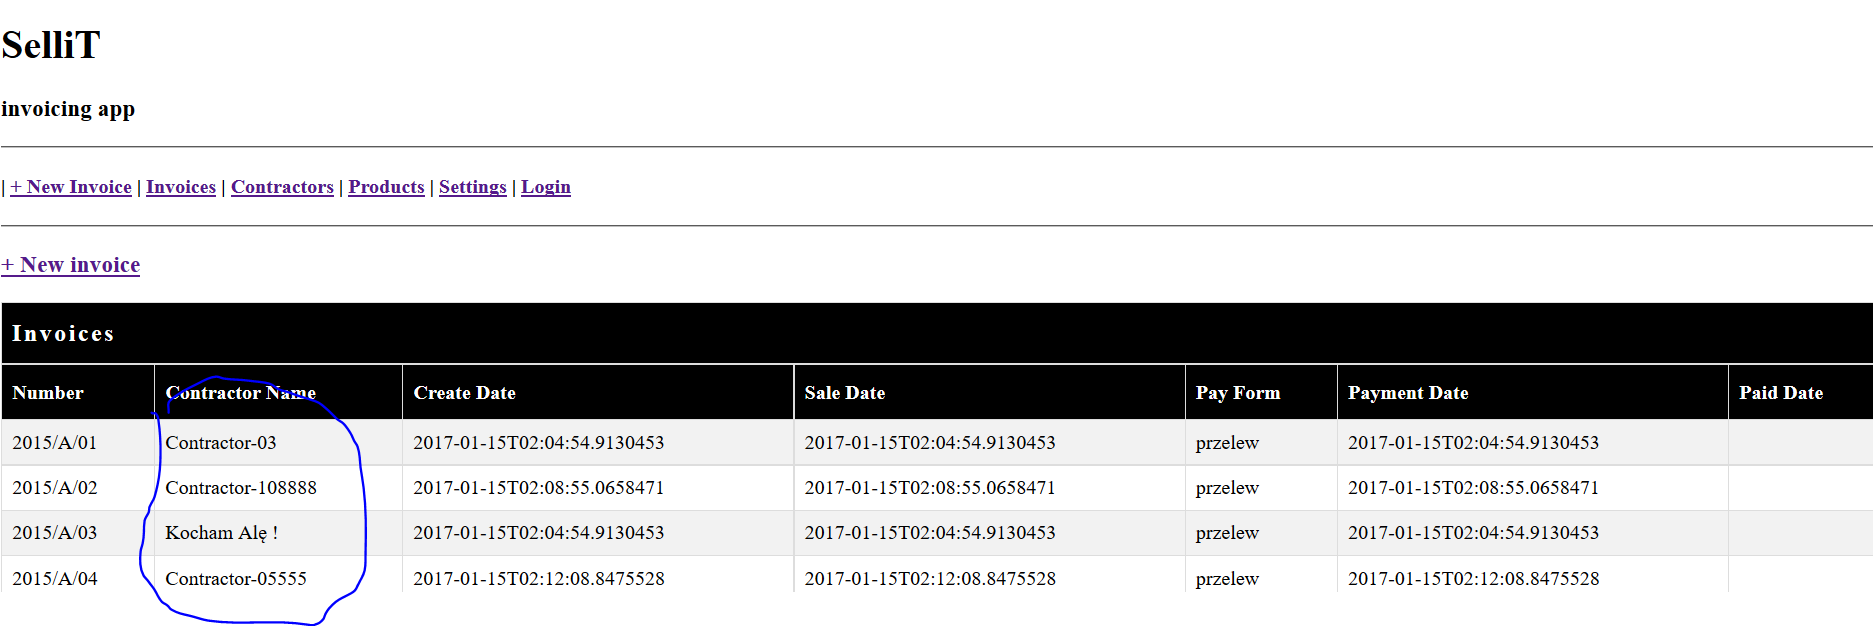 SelliT
invoicing app
| + New Invoice | Invoices | Contractors | Products | Settings | Login
+ New invoice
Invoices
Number Contractor Name Create Date Sale Date Pay Form Payment Date Paid Date
2015/A/01 Contractor-03 2017-01-15T02:04:54.9130453 2017-01-15T02:04:54.9130453 przelew 2017-01-15T02:04:54.9130453
2015/A/02 Contractor-108888 2017-01-15T02:08:55.0658471 2017-01-15T02:08:55.0658471 przelew 2017-01-15T02:08:55.0658471
2015/A/03 Kocham Alę ! 2017-01-15T02:04:54.9130453 2017-01-15T02:04:54.9130453 przelew 2017-01-15T02:04:54.9130453
2015/A/04 Contractor-05555 2017-01-15T02:12:08.8475528 2017-01-15T02:12:08.8475528 przelew 2017-01-15T02:12:08.8475528